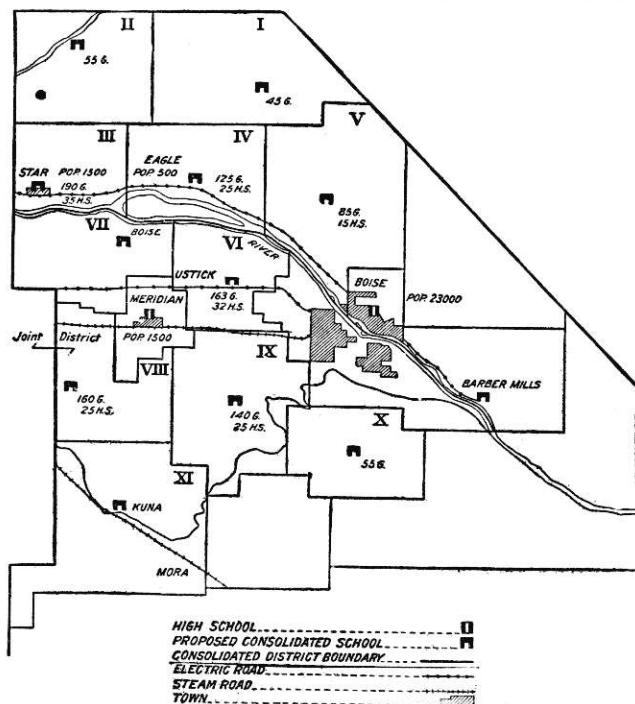 II
I
55 G.
45 G.
V
III
IV
STAR
POP. 1500
EAGLE
POP. 500
190 G.
35 H.S.
125 G.
25 H.S.
85 G.
15 H.S.
VII
BOISE
VI
RIVER
USTICK
BOISE
MERIDIAN
163 G.
32 H.S.
POP. 23000
Joint District
POP. 1500
IX
VIII
BARBER MILLS
160 G.
25 H.S.
140 G.
25 H.S.
X
55 G.
XI
KUNA
MORA
HIGH SCHOOL
PROPOSED CONSOLIDATED SCHOOL
CONSOLIDATED DISTRICT BOUNDARY
ELECTRIC ROAD
STEAM ROAD
TOWN